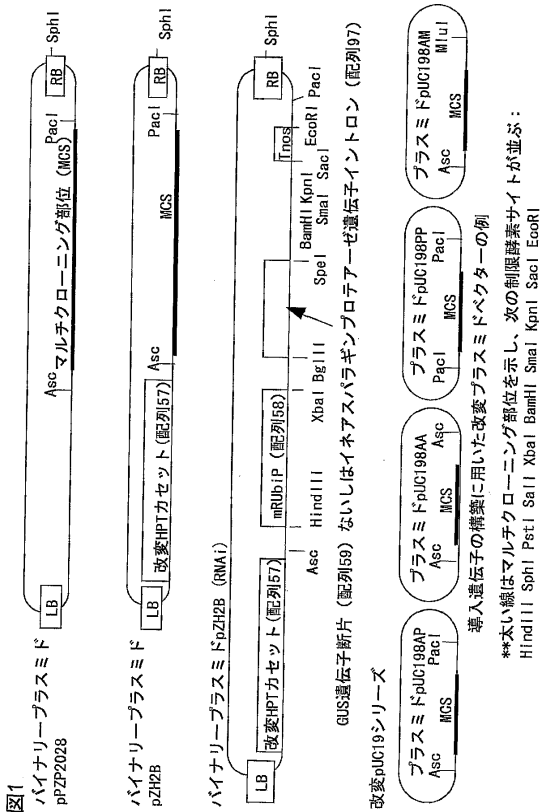 図1
バイナリープラスミド
pPZP2028
LB
Asc マルチクローニング部位 (MCS) PacI
RB
SphI
バイナリープラスミド
pZH2B
LB
改変HPTカセット(配列57)
Asc
MCS
PacI
RB
SphI
バイナリープラスミドpZH2B (RNAi)
LB
改変HPTカセット(配列57)
mRUbiP (配列58)
Tnos
RB
SphI
Asc HindIII XbaI BglII SpeI BamHI KpnI EcoRI PacI
SmaI SacI
GUS遺伝子断片 (配列59) ないしはイネアスパラギンプロテアーゼ遺伝子イントロン (配列97)
改変pUC19シリーズ
プラスミドpUC198AP
Asc PacI
MCS
プラスミドpUC198AA
Asc Asc
MCS
プラスミドpUC198PP
PacI PacI
MCS
プラスミドpUC198AM
Asc MluI
MCS
導入遺伝子の構築に用いた改変プラスミドベクターの例
**太い線はマルチクローニング部位を示し、次の制限酵素サイトが並ぶ:
HindIII SphI PstI SalI XbaI BamHI SmaI KpnI SacI EcoRI